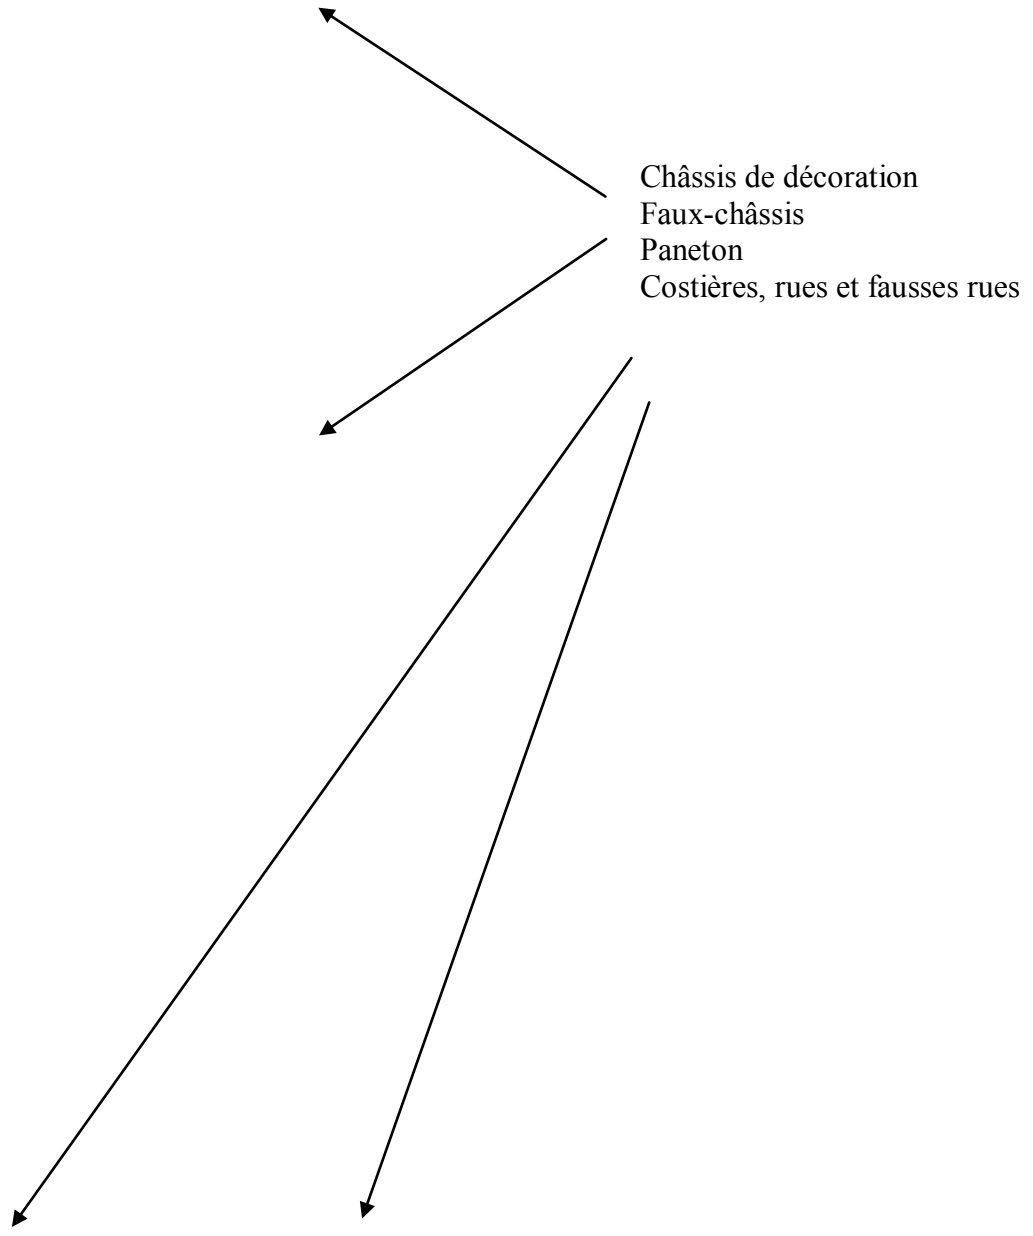 Châssis de décoration
Faux-châssis
Paneton
Costières, rues et fausses rues